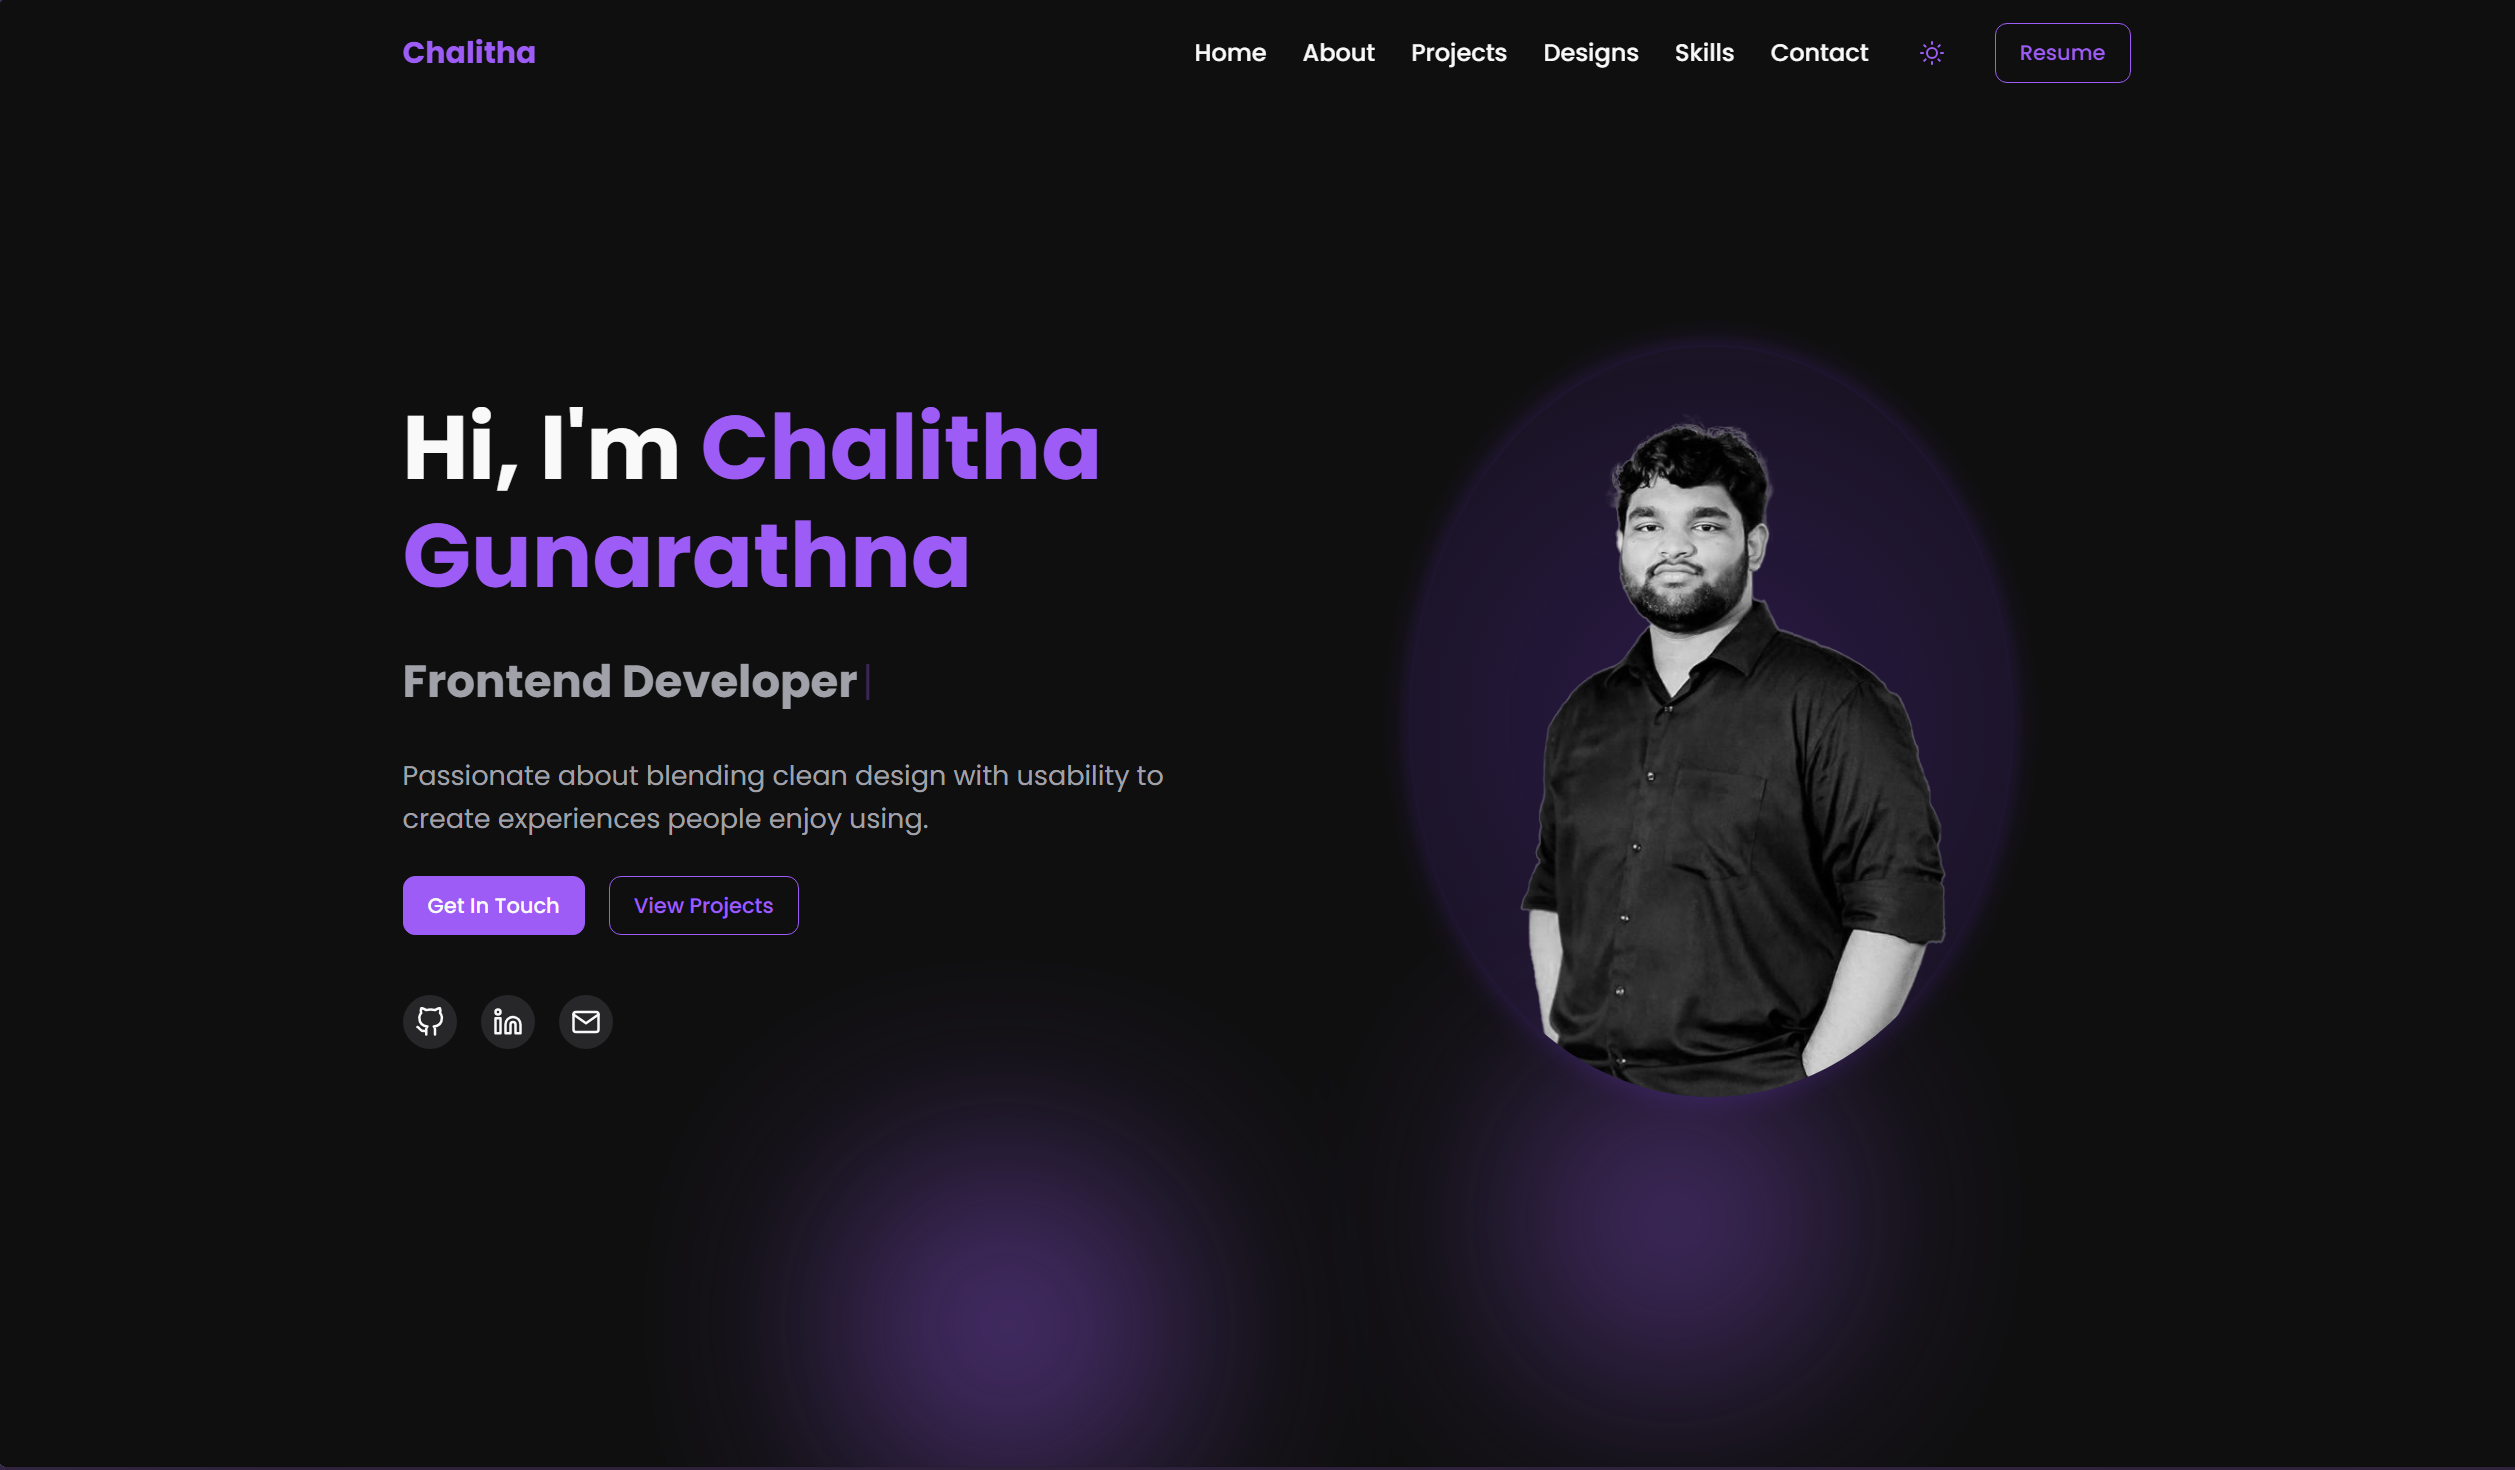 Chalitha
Home About Projects Designs Skills Contact Resume
Hi, I'm Chalitha
Gunarathna
Frontend Developer
Passionate about blending clean design with usability to
create experiences people enjoy using.
Get In Touch View Projects